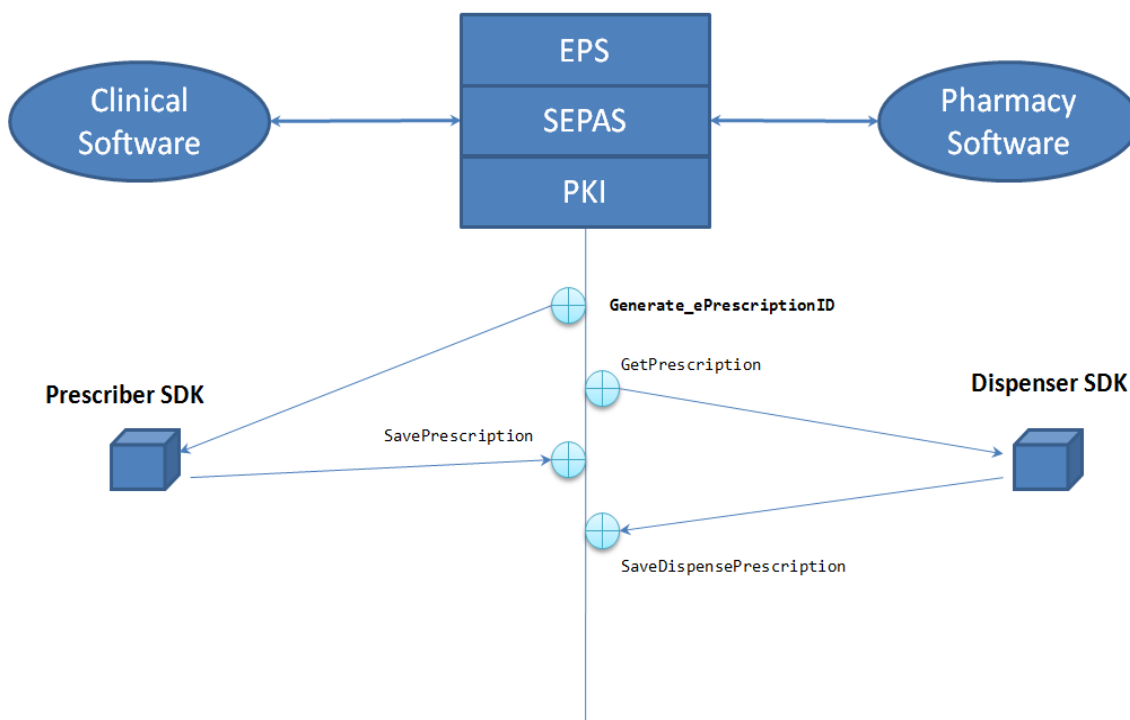 EPS
Clinical
Software
SEPAS
Pharmacy
Software
PKI
Generate_ePrescriptionID
GetPrescription
Prescriber SDK
Dispenser SDK
SavePrescription
SaveDispensePrescription